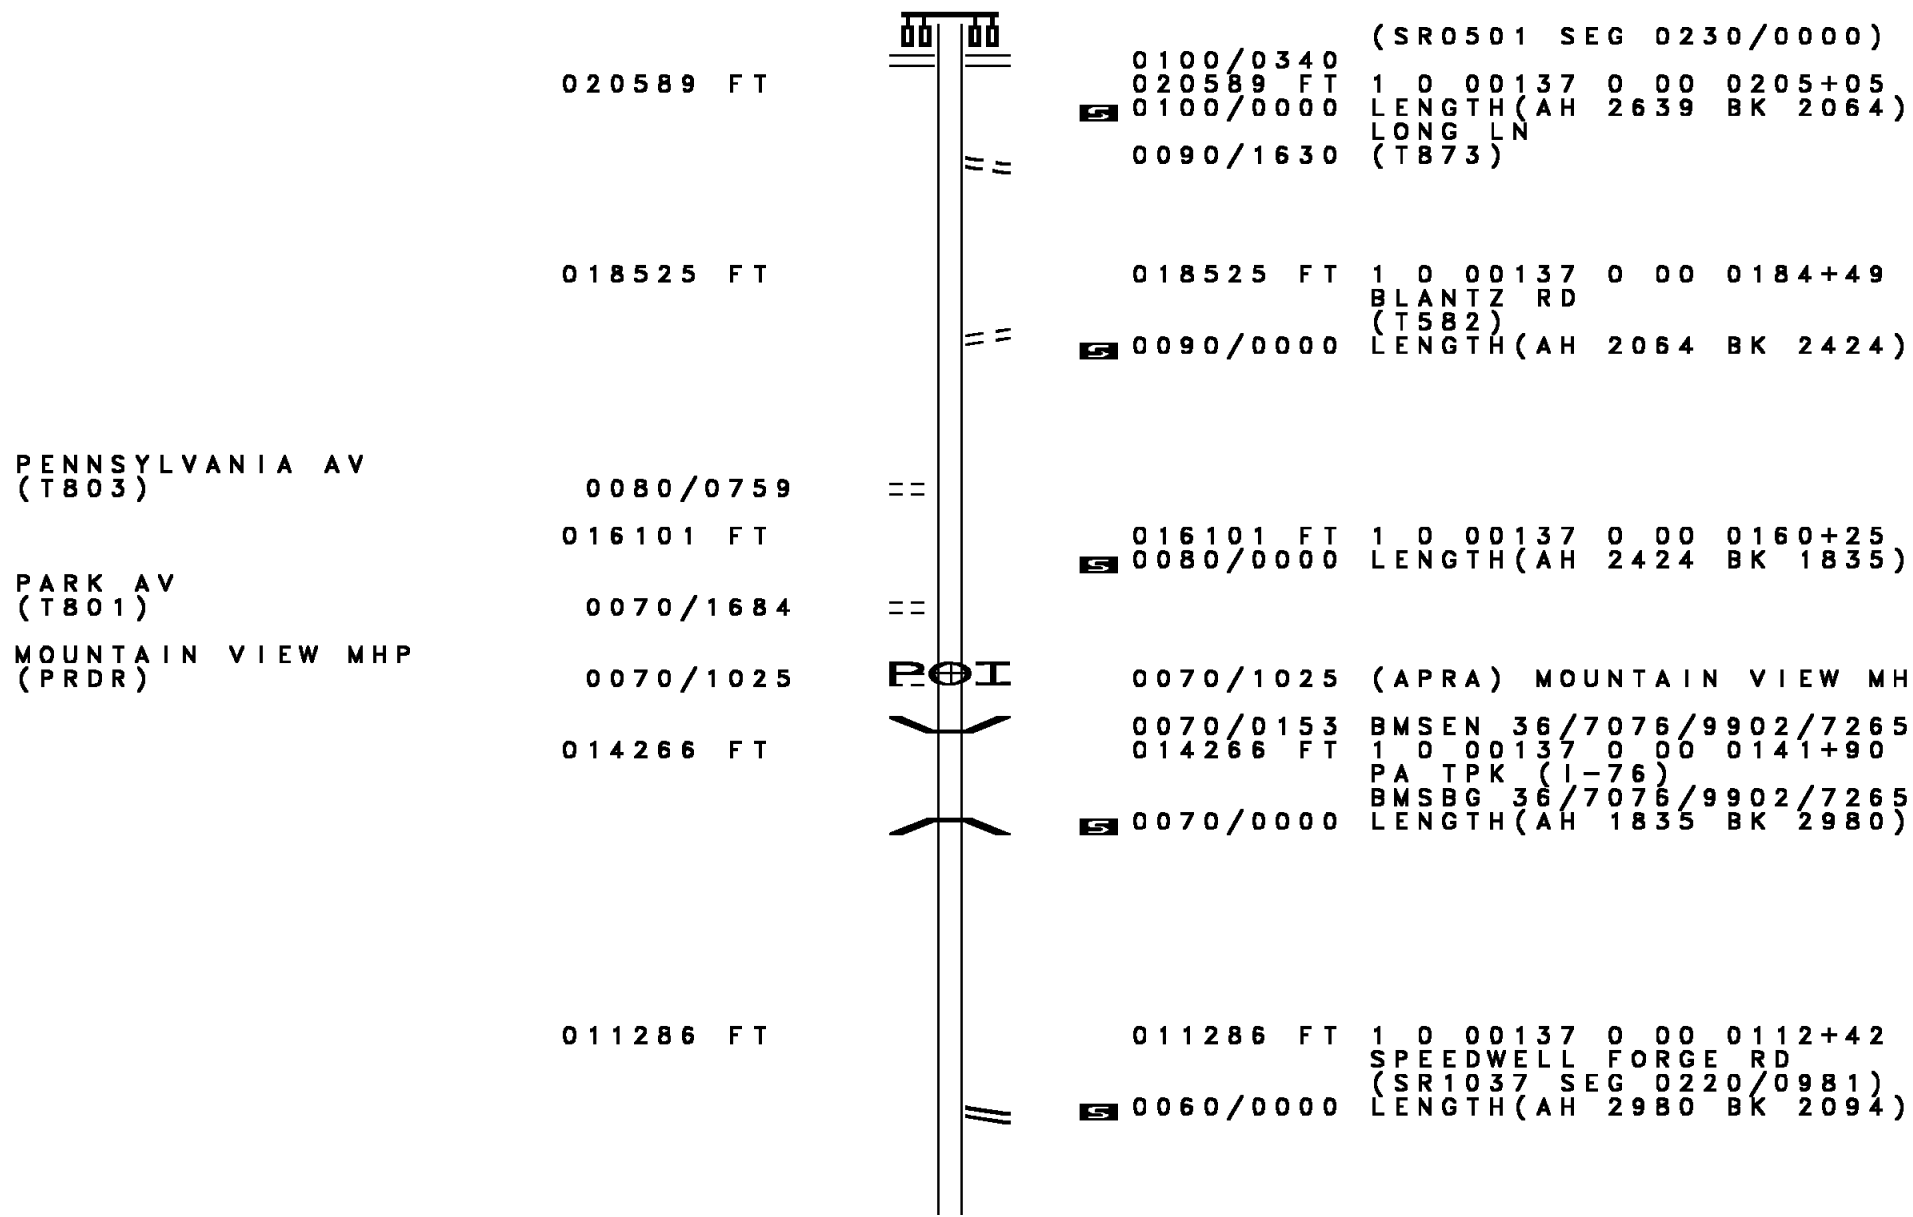 (SR0501 SEG 0230/0000)
0100/0340
020589 FT 020589 FT 1 0 00137 0 00 0205+05
S 0100/0000 LENGTH(AH 2639 BK 2064)
LONG LN
0090/1630 (T873)
018525 FT 018525 FT 1 0 00137 0 00 0184+49
BLANTZ RD
(T582)
S 0090/0000 LENGTH(AH 2064 BK 2424)
PENNSYLVANIA AV
(T803) 0080/0759
016101 FT 016101 FT 1 0 00137 0 00 0160+25
S 0080/0000 LENGTH(AH 2424 BK 1835)
PARK AV
(T801) 0070/1684
MOUNTAIN VIEW MHP
(PRDR) 0070/1025 POI 0070/1025 (APRA) MOUNTAIN VIEW MH
0070/0153 BMSEN 36/7076/9902/7265
014266 FT 014266 FT 1 0 00137 0 00 0141+90
PA TPK (I-76)
BMSBG 36/7076/9902/7265
S 0070/0000 LENGTH(AH 1835 BK 2980)
011286 FT 011286 FT 1 0 00137 0 00 0112+42
SPEEDWELL FORGE RD
(SR1037 SEG 0220/0981)
S 0060/0000 LENGTH(AH 2980 BK 2094)